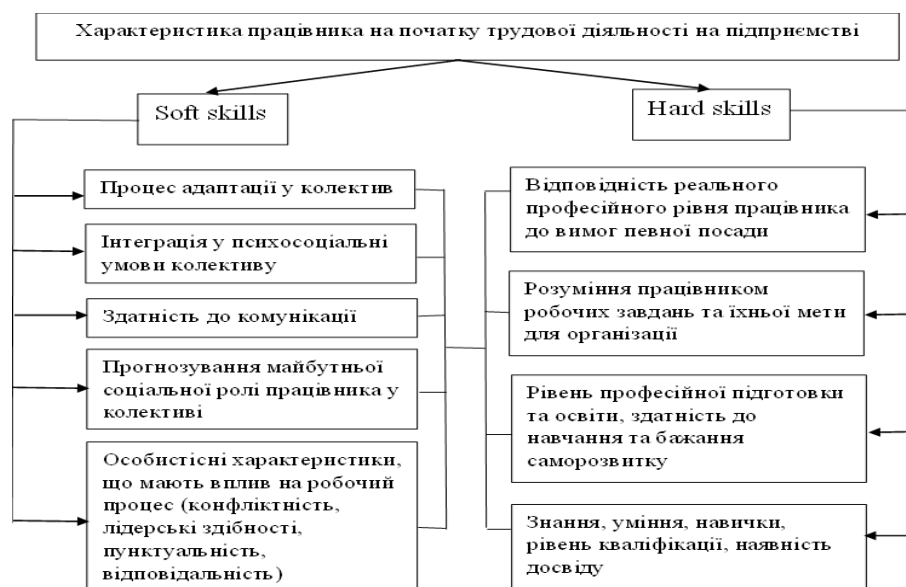 Характеристика працівника на початку трудової діяльності на підприємстві
Soft skills
Hard skills
Процес адаптації у колектив
Інтеграція у психосоціальні
умови колективу
Здатність до комунікації
Прогнозування майбутньої
соціальної ролі працівника у
колективі
Особистісні характеристики,
що мають вплив на робочий
процес (конфліктність,
лідерські здібності,
пунктуальність,
відповідальність)
Відповідність реального
професійного рівня працівника
до вимог певної посади
Розуміння працівником
робочих завдань та їхньої мети
для організації
Рівень професійної підготовки
та освіти, здатність до
навчання та бажання
саморозвитку
Знання, уміння, навички,
рівень кваліфікації, наявність
досвіду